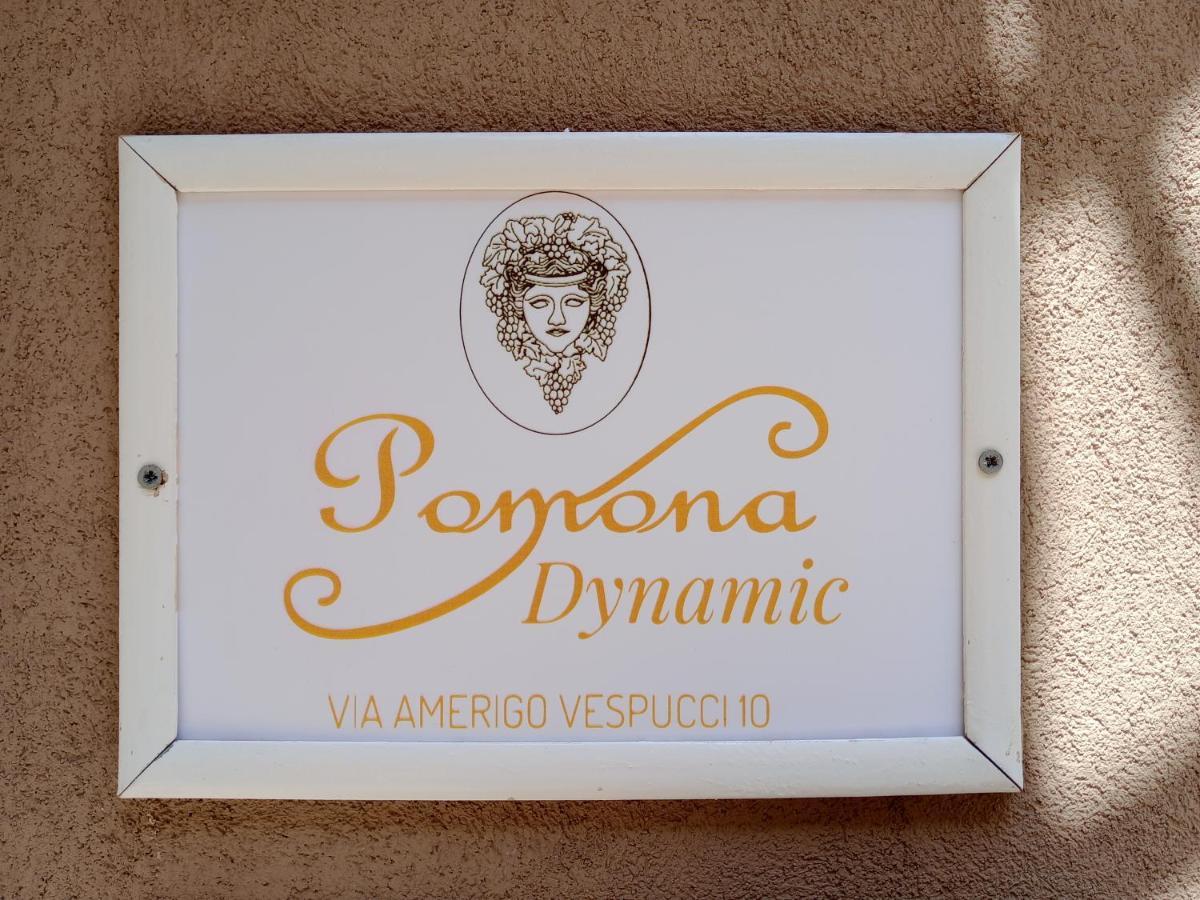 Pomona
Dynamic
VIA AMERIGO VESPUCCI 10